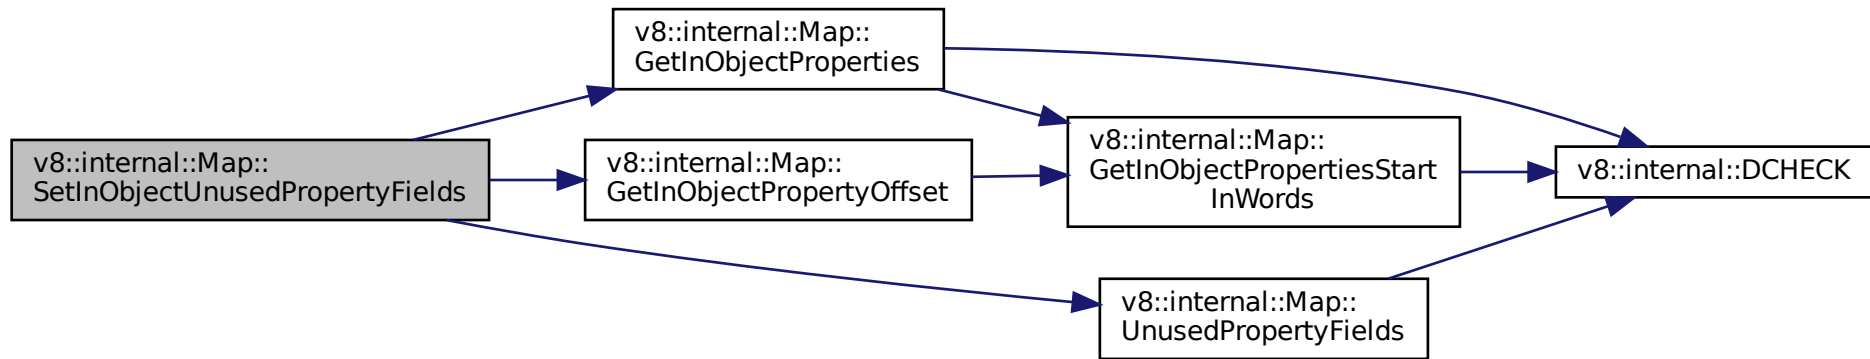 v8::internal::Map::
GetInObjectProperties
v8::internal::Map::
SetInObjectUnusedPropertyFields
v8::internal::Map::
GetInObjectPropertyOffset
v8::internal::Map::
GetInObjectPropertiesStart
InWords
v8::internal::DCHECK
v8::internal::Map::
UnusedPropertyFields